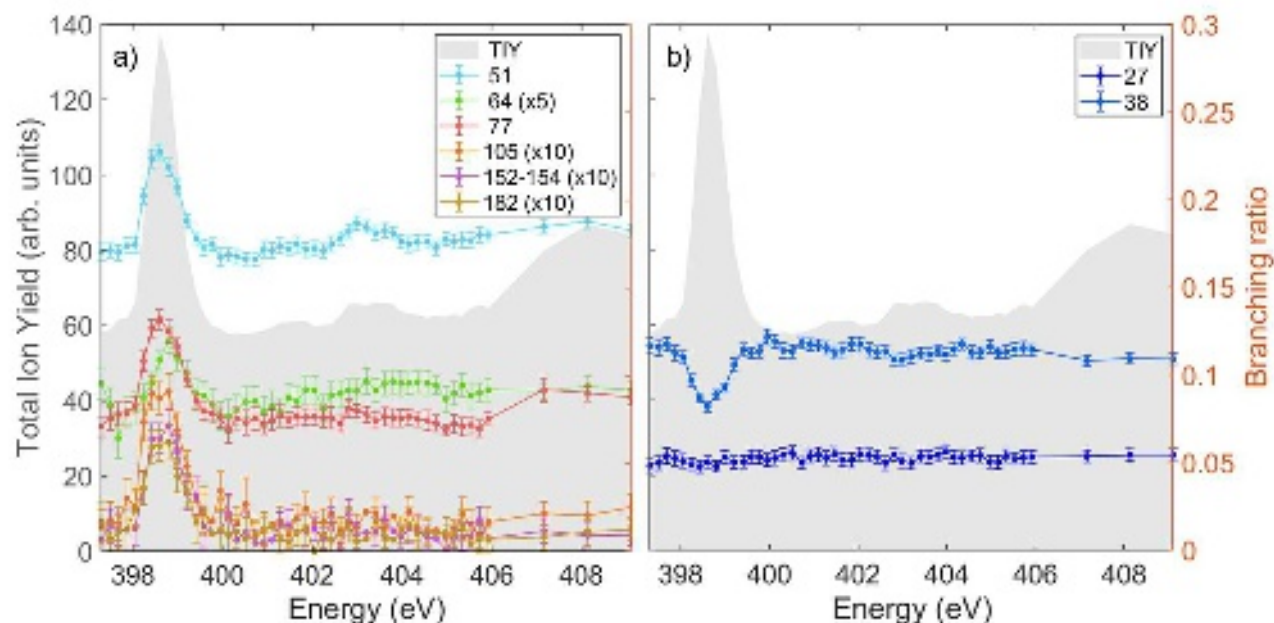 a)
TIY
51
64 (x5)
77
105 (x10)
152-154 (x10)
182 (x10)
140
120
100
80
60
40
20
0
Total Ion Yield (arb. units)
398 400 402 404 406 408
Energy (eV)
b)
TIY
27
38
0.3
0.25
0.2
0.15
0.1
0.05
0
Branching ratio
398 400 402 404 406 408
Energy (eV)